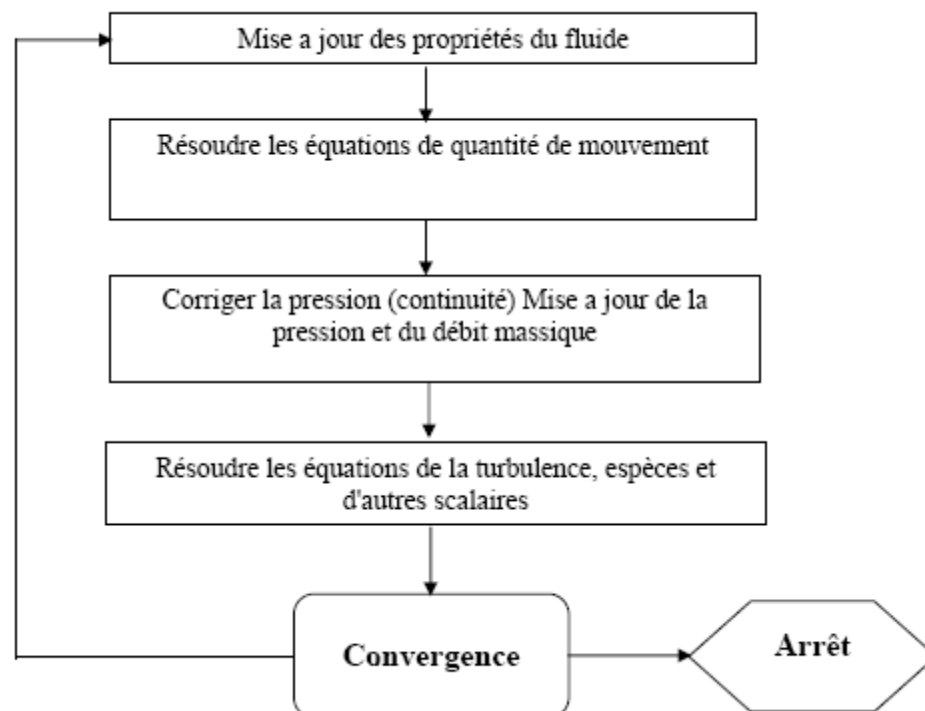 Mise a jour des propriétés du fluide
Résoudre les équations de quantité de mouvement
Corriger la pression (continuité) Mise a jour de la
pression et du débit massique
Résoudre les équations de la turbulence, espèces et
d'autres scalaires
Convergence
Arrêt